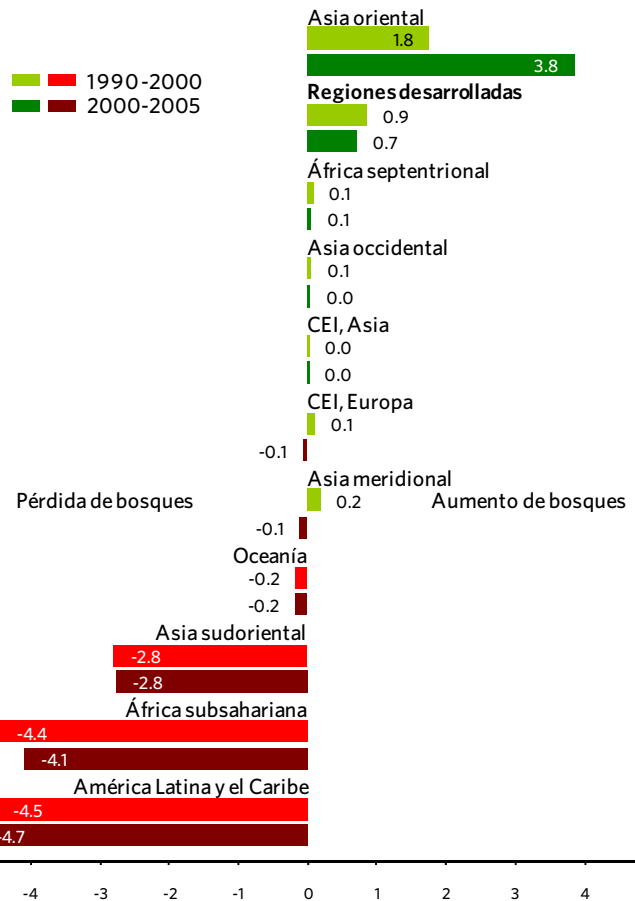 Asia oriental
1.8
3.8
1990-2000
2000-2005
Regiones desarrolladas
0.9
0.7
África septentrional
0.1
0.1
Asia occidental
0.1
0.0
CEI, Asia
0.0
0.0
CEI, Europa
0.1
-0.1
Asia meridional
Pérdida de bosques 0.2 Aumento de bosques
-0.1
Oceanía
-0.2
-0.2
Asia sudoriental
-2.8
-2.8
África subsahariana
-4.4
-4.1
América Latina y el Caribe
-4.5
-4.7
-4 -3 -2 -1 0 1 2 3 4